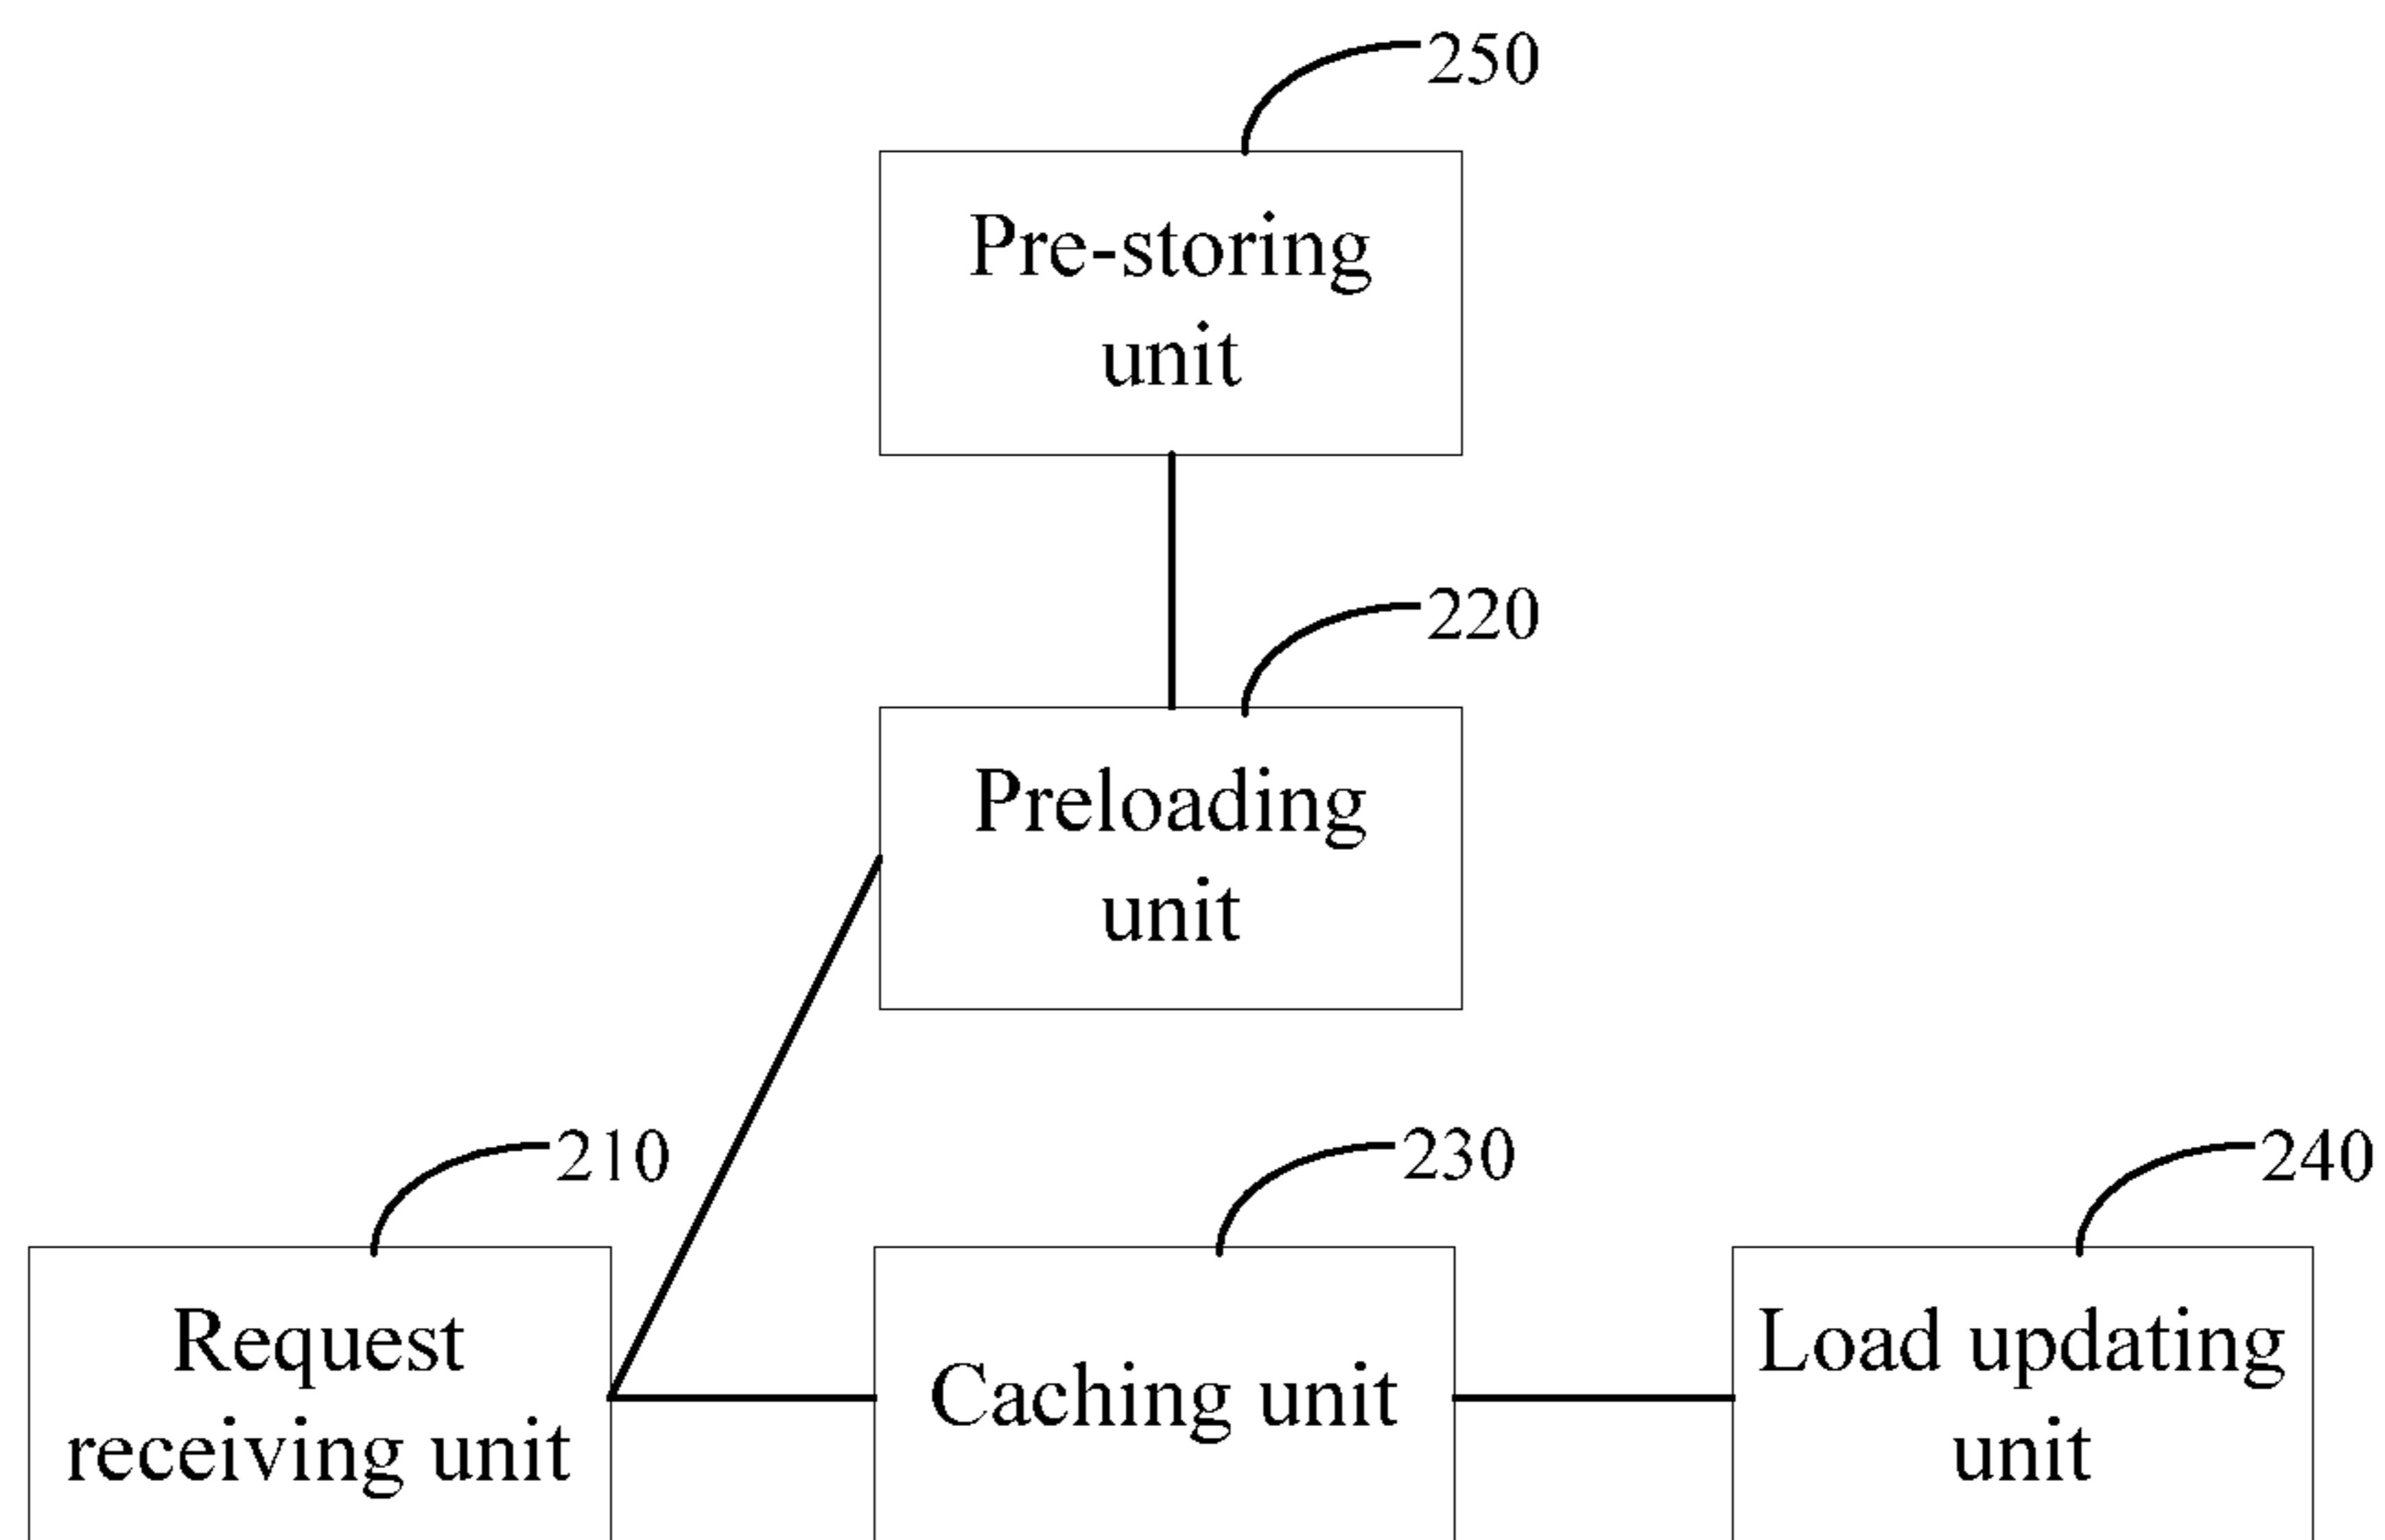 250
Pre-storing
unit
220
Preloading
unit
210
230
240
Request
receiving unit
Caching unit
Load updating
unit